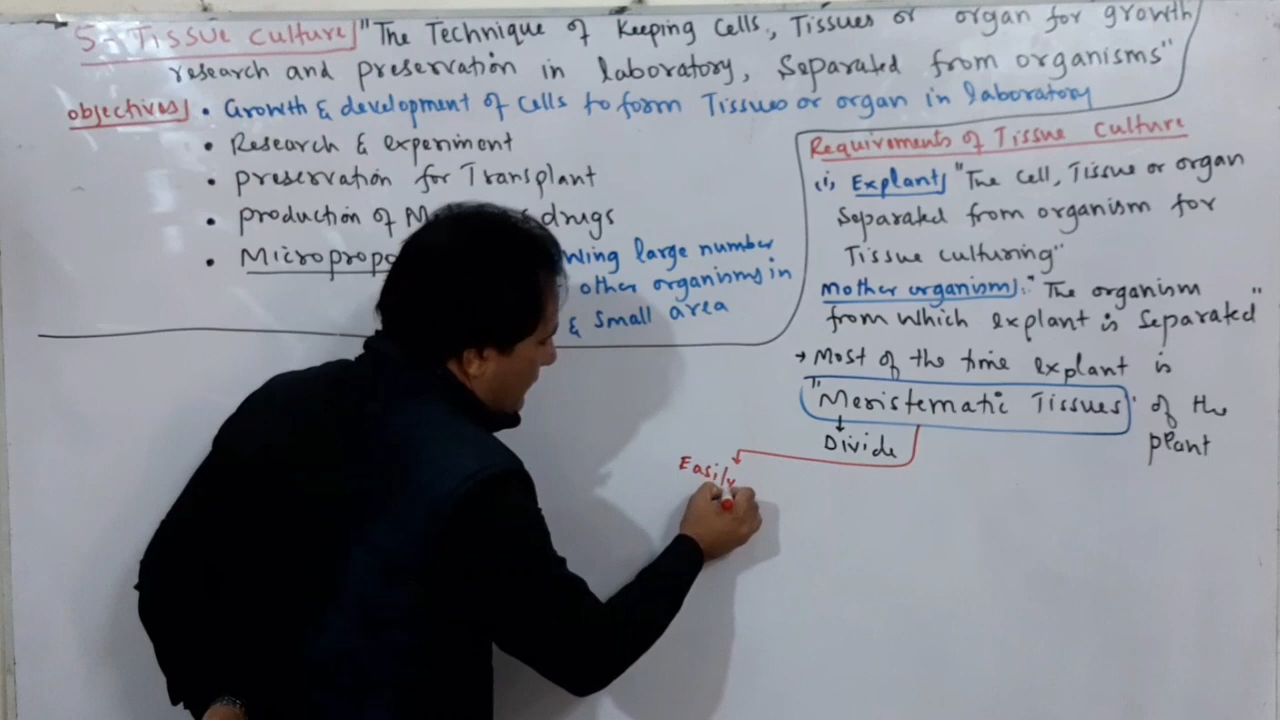 5- Tissue culture "The Technique of Keeping cells, Tissues or organ for growth
research and preservation in laboratory, Separated from organisms"
objectives • Growth & development of cells to form Tissues or organ in laboratory
• Research & experiment
• preservation for Transplant
• production of drugs
• large number
other organisms in
& small area
Requirements of Tissue culture
(i) Explant "The cell, Tissue or organ
Separated from organism for
Tissue culturing"
Mother organism:- "The organism
from which explant is separated"
→ Most of the time explant is
"Meristematic Tissues" of the
plant
Divide
Easily